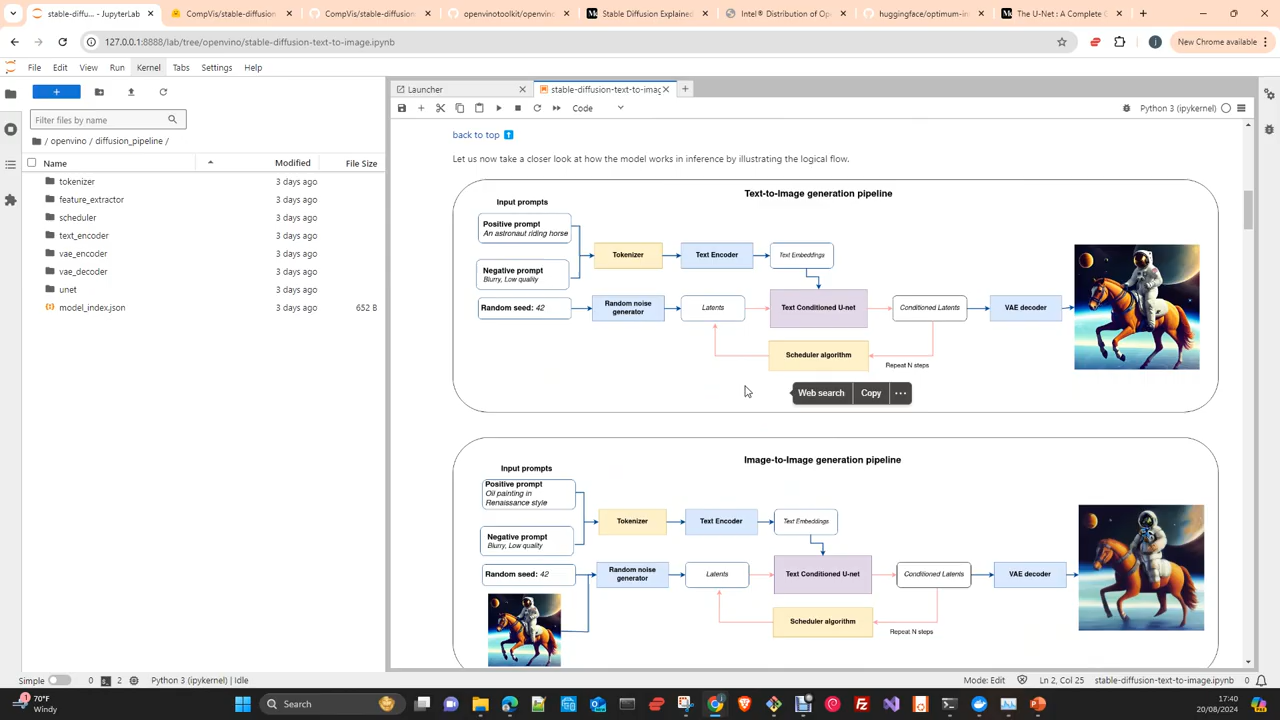 stable-diffusion... - JupyterLab
CompVis/stable-diffusion
CompVis/stable-diffusion
openvinotoolkit/openvino
Stable Diffusion Explained
Intel® Distribution of Op
huggingface/optimum-in
The U-Net : A Complete G
127.0.0.1:8888/lab/tree/openvino/stable-diffusion-text-to-image.ipynb
New Chrome available
File Edit View Run Kernel Tabs Settings Help
Launcher
stable-diffusion-text-to-imag
Filter files by name
Code
Python 3 (ipykernel)
/ openvino / diffusion_pipeline /
Name Modified File Size
tokenizer 3 days ago
feature_extractor 3 days ago
scheduler 3 days ago
text_encoder 3 days ago
vae_encoder 3 days ago
vae_decoder 3 days ago
unet 3 days ago
model_index.json 3 days ago 652 B
back to top
Let us now take a closer look at how the model works in inference by illustrating the logical flow.
Text-to-Image generation pipeline
Input prompts
Positive prompt
An astronaut riding horse
Negative prompt
Blurry, Low quality
Random seed: 42
Tokenizer
Text Encoder
Text Embeddings
Random noise
generator
Latents
Text Conditioned U-net
Conditioned Latents
VAE decoder
Scheduler algorithm
Repeat N steps
Web search Copy ...
Image-to-Image generation pipeline
Input prompts
Positive prompt
Oil painting in
Renaissance style
Negative prompt
Blurry, Low quality
Random seed: 42
Tokenizer
Text Encoder
Text Embeddings
Random noise
generator
Latents
Text Conditioned U-net
Conditioned Latents
VAE decoder
Scheduler algorithm
Repeat N steps
Simple 0 2 Python 3 (ipykernel) | Idle
Mode: Edit Ln 2, Col 25 stable-diffusion-text-to-image.ipynb 0
1
70°F
Windy
Search
17:40
20/08/2024